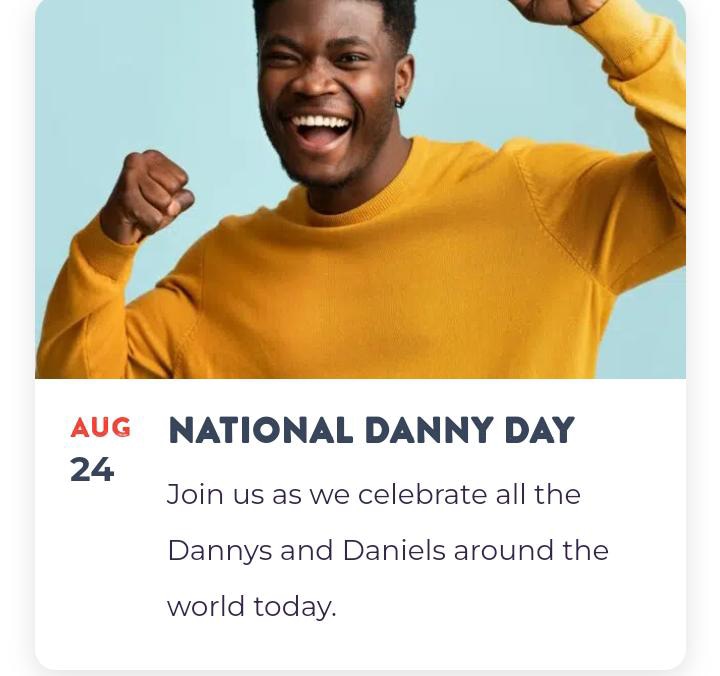 AUG
24
NATIONAL DANNY DAY
Join us as we celebrate all the
Dannys and Daniels around the
world today.